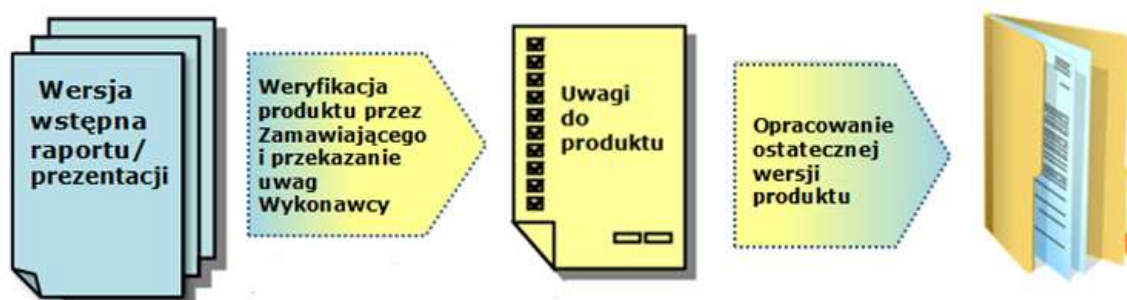 Wersja
wstępna
raportu/
prezentacji
Weryfikacja
produktu przez
Zamawiającego
i przekazanie
uwag
Wykonawcy
Uwagi
do
produktu
Opracowanie
ostatecznej
wersji
produktu